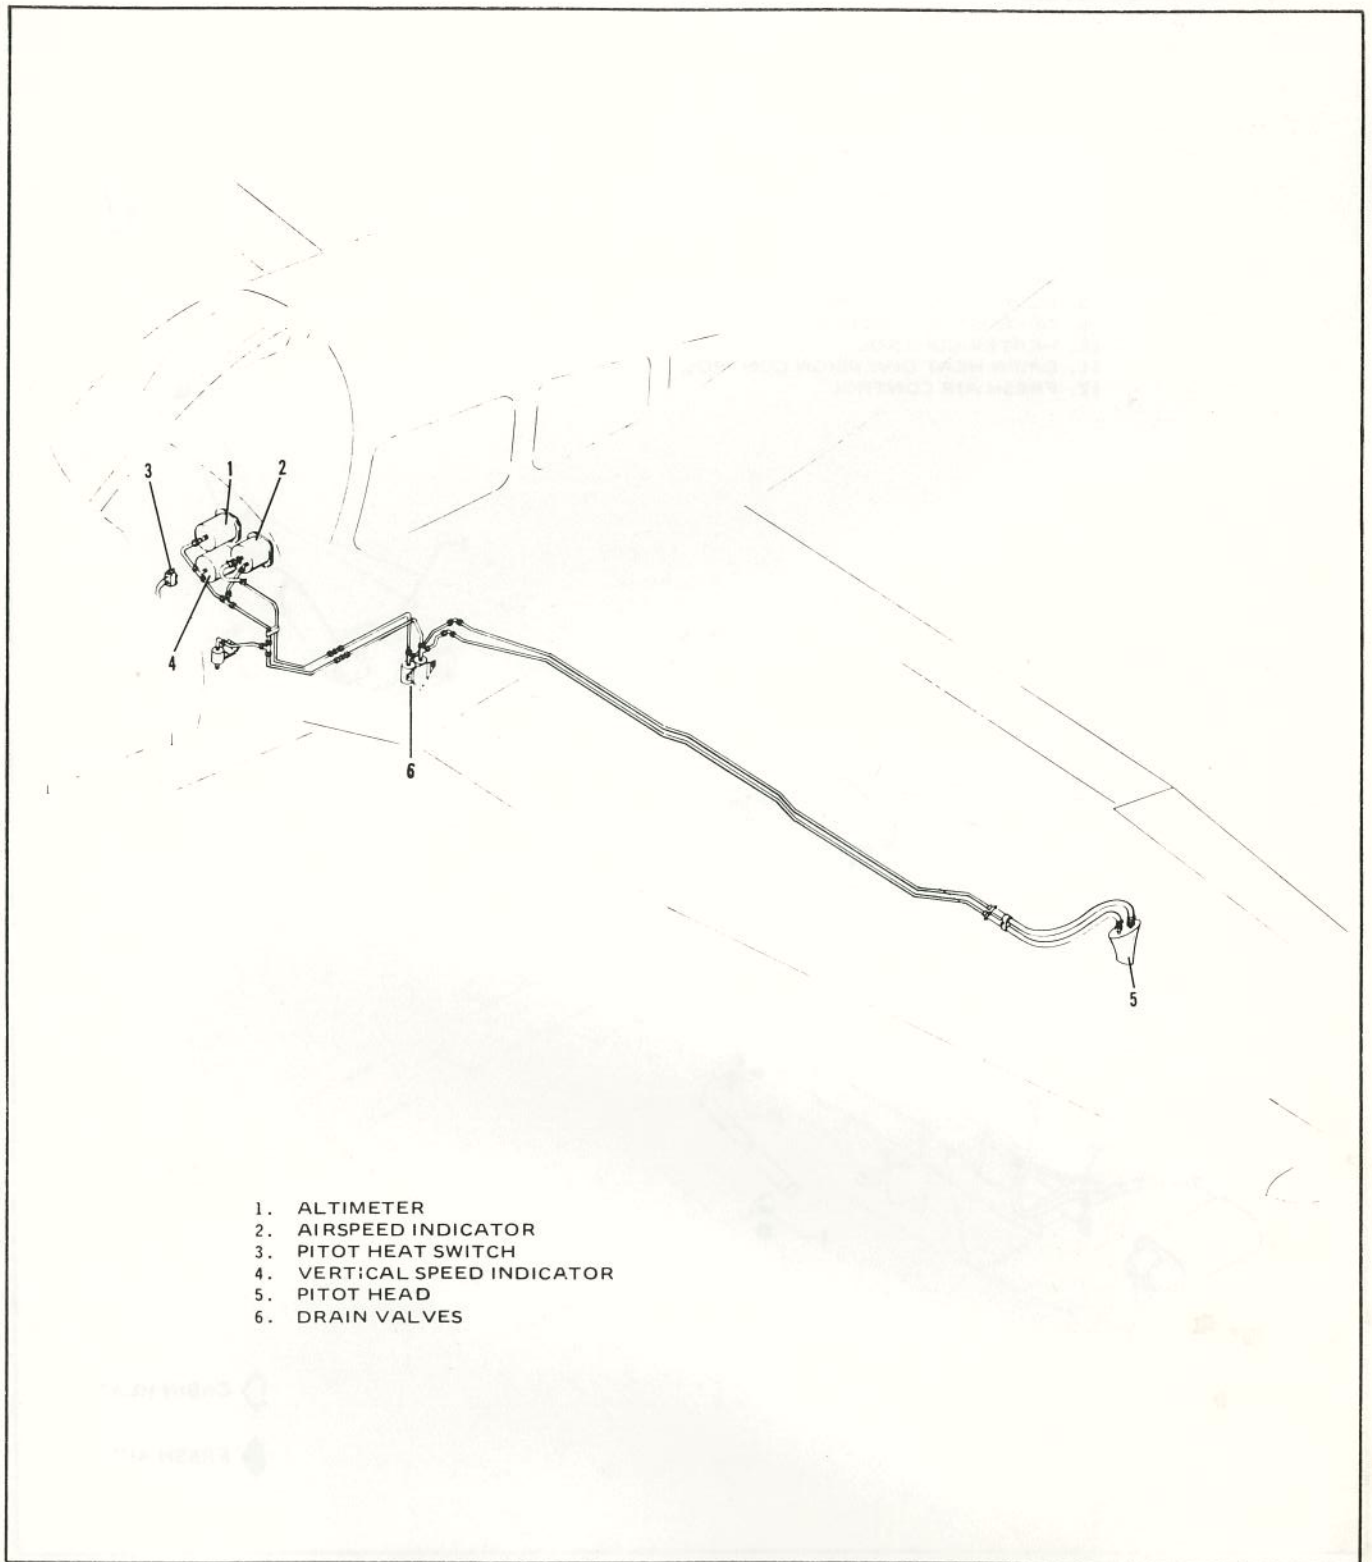 3
1
2
4
6
5
1. ALTIMETER
2. AIRSPEED INDICATOR
3. PITOT HEAT SWITCH
4. VERTICAL SPEED INDICATOR
5. PITOT HEAD
6. DRAIN VALVES